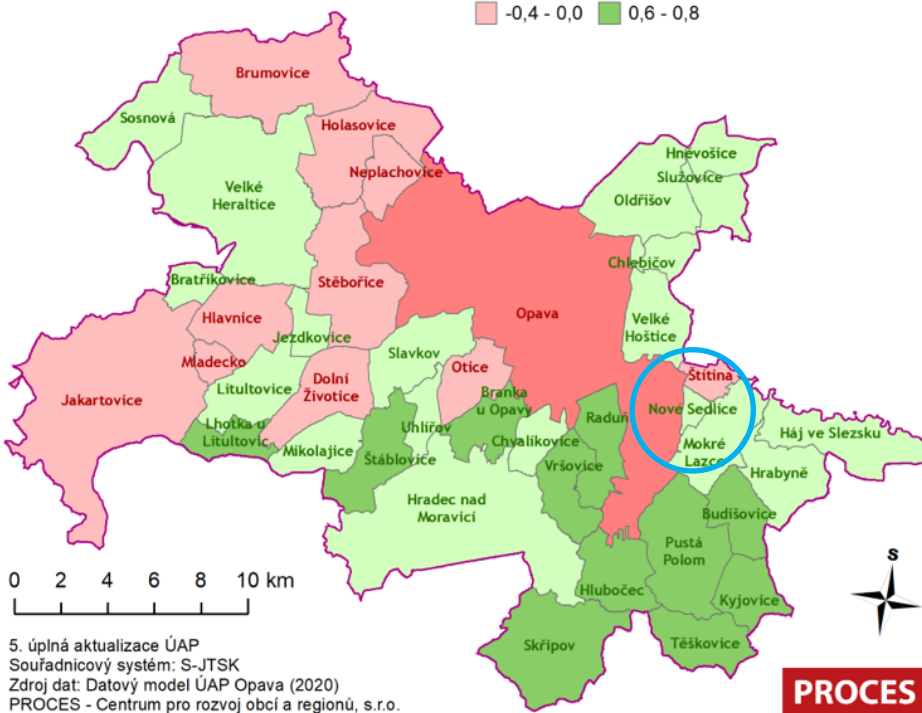 -0,4 - 0,0
0,6 - 0,8
Brumovice
Sosnová
Holasovice
Neplachovice
Hněvošice
Služovice
Oldřišov
Velké
Heraltice
Chlebičov
Bratříkovice
Stěbořice
Hlavnice
Opava
Velké
Hoštice
Jezdkovice
Slavkov
Mladecko
Otice
Štítina
Litultovice
Dolní
Životice
Jakartovice
Branka
u Opavy
Raduň
Nové Sedlice
Lhotka u
Litultovic
Uhlířov
Chvalíkovice
Háj ve Slezsku
Mikolajice
Štáblovice
Mokré
Lazce
Vršovice
Hrabyně
Hradec nad
Moravicí
Budišovice
Pustá
Polom
Hlubočec
Kyjovice
Skřipov
Těškovice
0 2 4 6 8 10 km
S
5. úplná aktualizace ÚAP
Souřadnicový systém: S-JTSK
Zdroj dat: Datový model ÚAP Opava (2020)
PROCES - Centrum pro rozvoj obcí a regionů, s.r.o.
PROCES